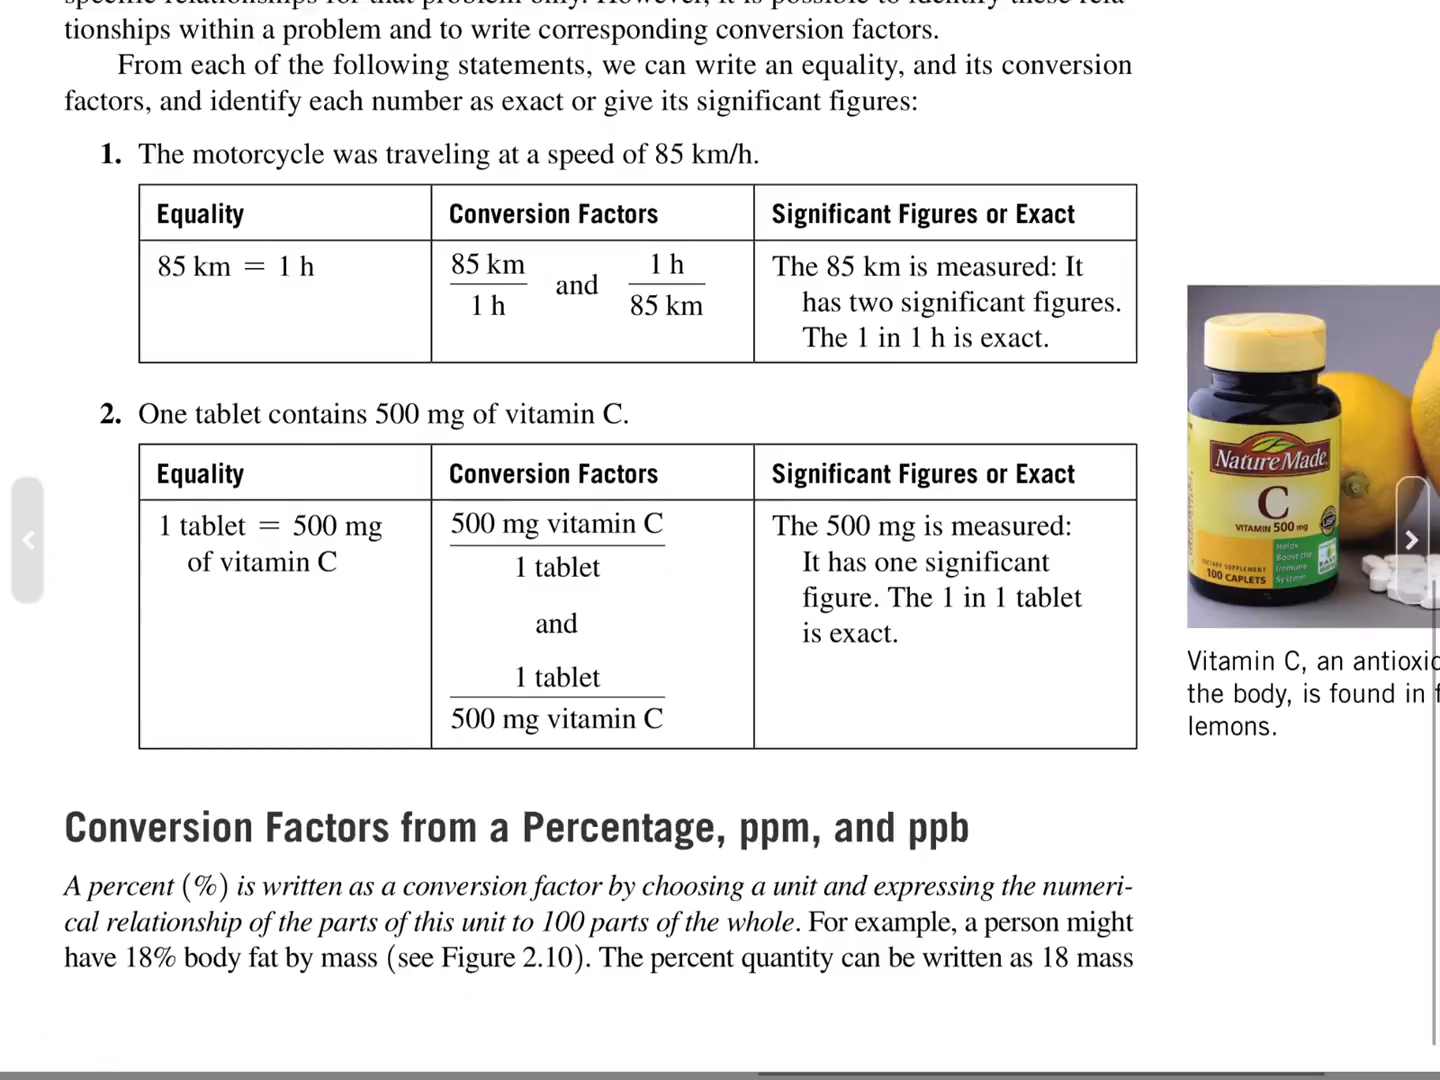 tionships within a problem and to write corresponding conversion factors.
From each of the following statements, we can write an equality, and its conversion
factors, and identify each number as exact or give its significant figures:
1. The motorcycle was traveling at a speed of 85 km/h.
Equality Conversion Factors Significant Figures or Exact
85 km = 1 h
85 km
1 h
and
1 h
85 km
The 85 km is measured: It
has two significant figures.
The 1 in 1 h is exact.
2. One tablet contains 500 mg of vitamin C.
Equality Conversion Factors Significant Figures or Exact
1 tablet = 500 mg
of vitamin C
500 mg vitamin C
1 tablet
and
1 tablet
500 mg vitamin C
The 500 mg is measured:
It has one significant
figure. The 1 in 1 tablet
is exact.
Nature Made
C
VITAMIN 500 mg
Helps
Boost the
Immune
System
DIETARY SUPPLEMENT
100 CAPLETS
Vitamin C, an
the body, is found in
lemons.
Conversion Factors from a Percentage, ppm, and ppb
A percent (%) is written as a conversion factor by choosing a unit and expressing the numeri-
cal relationship of the parts of this unit to 100 parts of the whole. For example, a person might
have 18% body fat by mass (see Figure 2.10). The percent quantity can be written as 18 mass